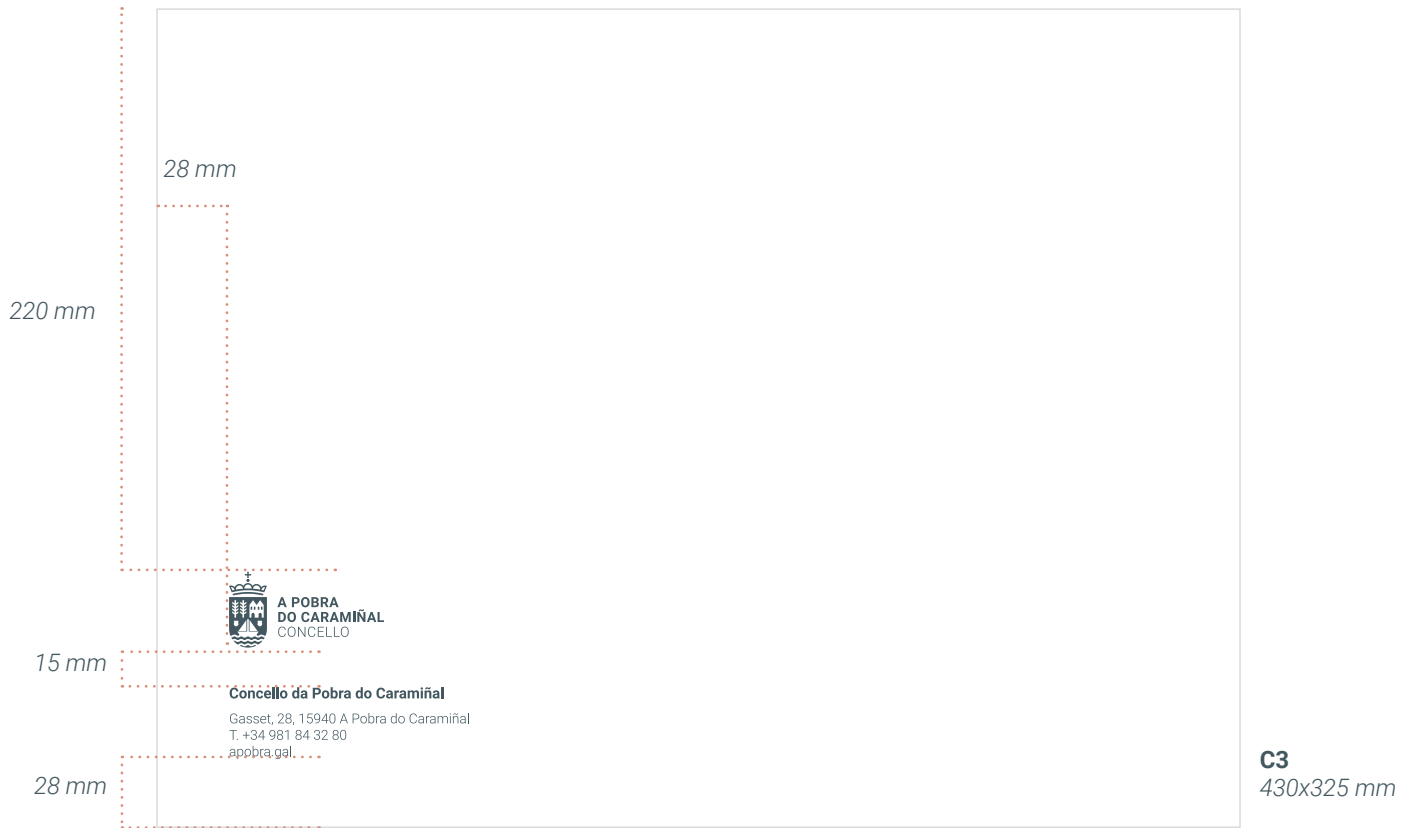 28 mm
220 mm
A POBRA
DO CARAMIÑAL
CONCELLO
15 mm
Concello da Pobra do Caramiñal
Gasset, 28, 15940 A Pobra do Caramiñal
T. +34 981 84 32 80
apobra.gal
28 mm
C3
430x325 mm